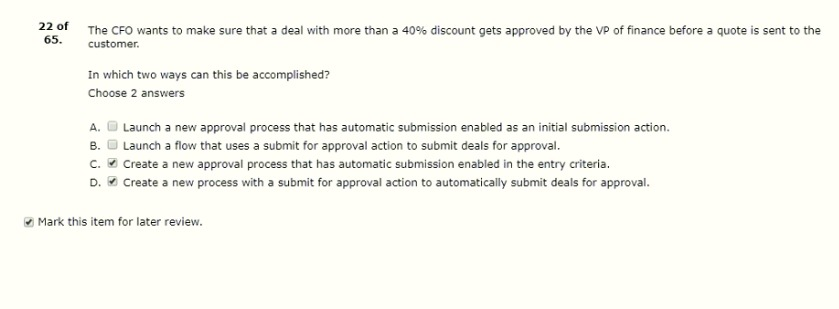 22 of The CFO wants to make sure that a deal with more than a 40% discount gets approved by the VP of finance before a quote is sent to the
65. customer.
In which two ways can this be accomplished?
Choose 2 answers
A. Launch a new approval process that has automatic submission enabled as an initial submission action.
B. Launch a flow that uses a submit for approval action to submit deals for approval.
C. Create a new approval process that has automatic submission enabled in the entry criteria.
D. Create a new process with a submit for approval action to automatically submit deals for approval.
Mark this item for later review.